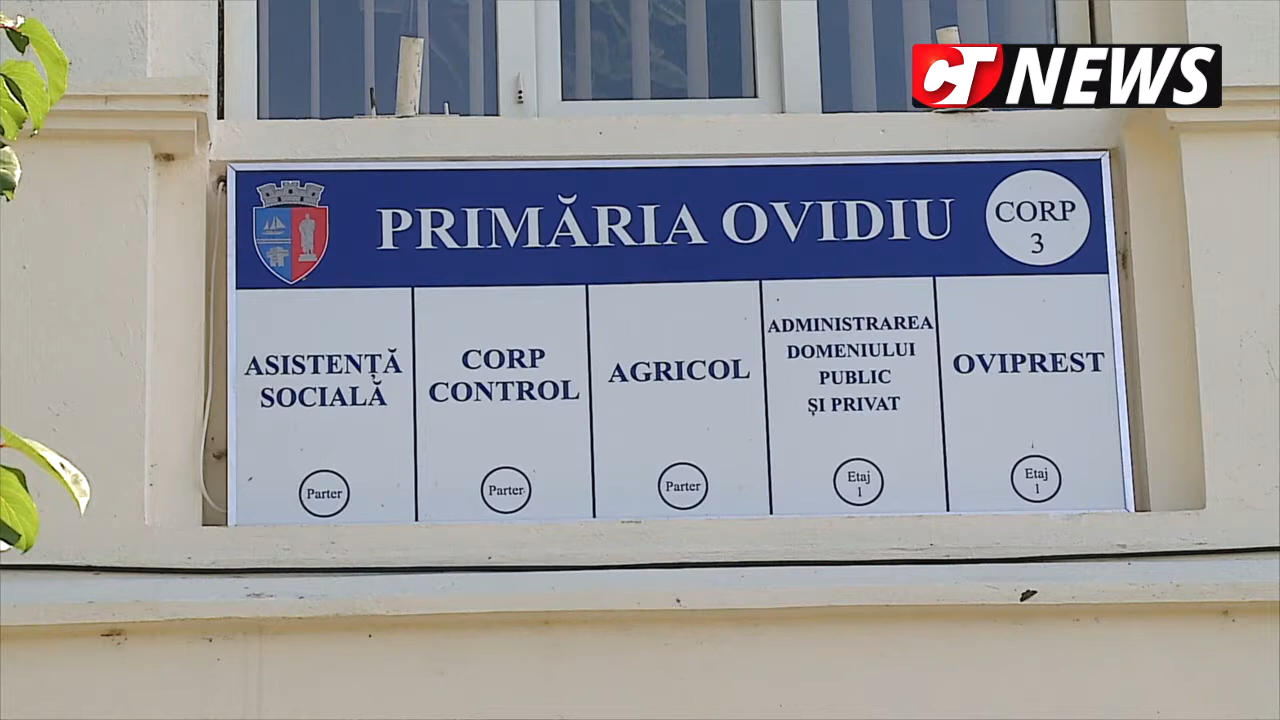 CT NEWS
PRIMĂRIA OVIDIU
CORP
3
ASISTENȚĂ
SOCIALĂ
Parter
CORP
CONTROL
Parter
AGRICOL
Parter
ADMINISTRAREA
DOMENIULUI
PUBLIC
ȘI PRIVAT
Etaj
1
OVIPREST
Etaj
1